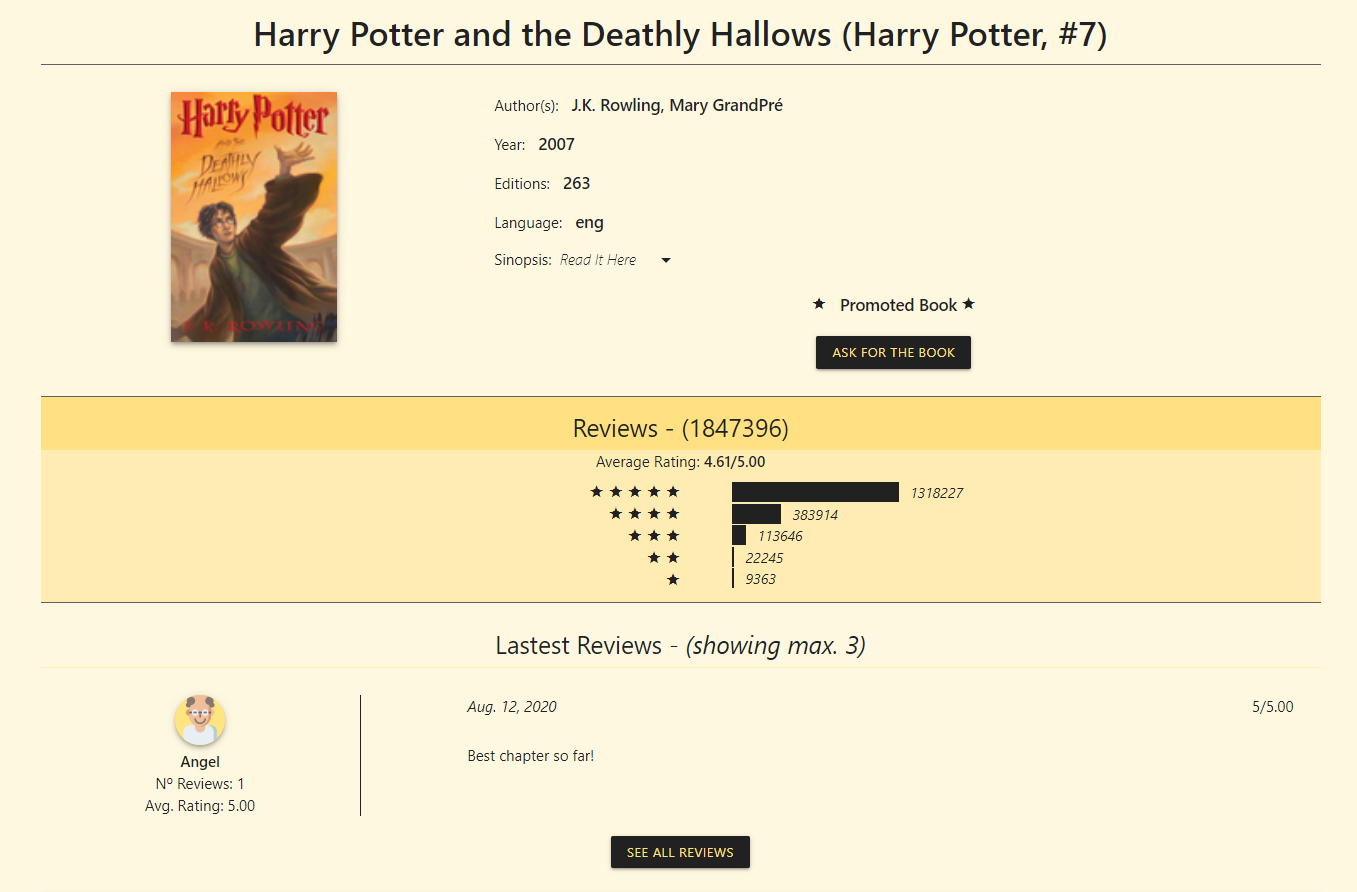 Harry Potter and the Deathly Hallows (Harry Potter, #7)
Harry Potter
AND THE
DEATHLY
HALLOWS
J. K. ROWLING
Author(s): J.K. Rowling, Mary GrandPré
Year: 2007
Editions: 263
Language: eng
Sinopsis: Read It Here
★ Promoted Book ★
ASK FOR THE BOOK
Reviews - (1847396)
Average Rating: 4.61/5.00
★ ★ ★ ★ ★ 1318227
★ ★ ★ ★ 383914
★ ★ ★ 113646
★ ★ 22245
★ 9363
Lastest Reviews - (showing max. 3)
Angel
Nº Reviews: 1
Avg. Rating: 5.00
Aug. 12, 2020 5/5.00
Best chapter so far!
SEE ALL REVIEWS